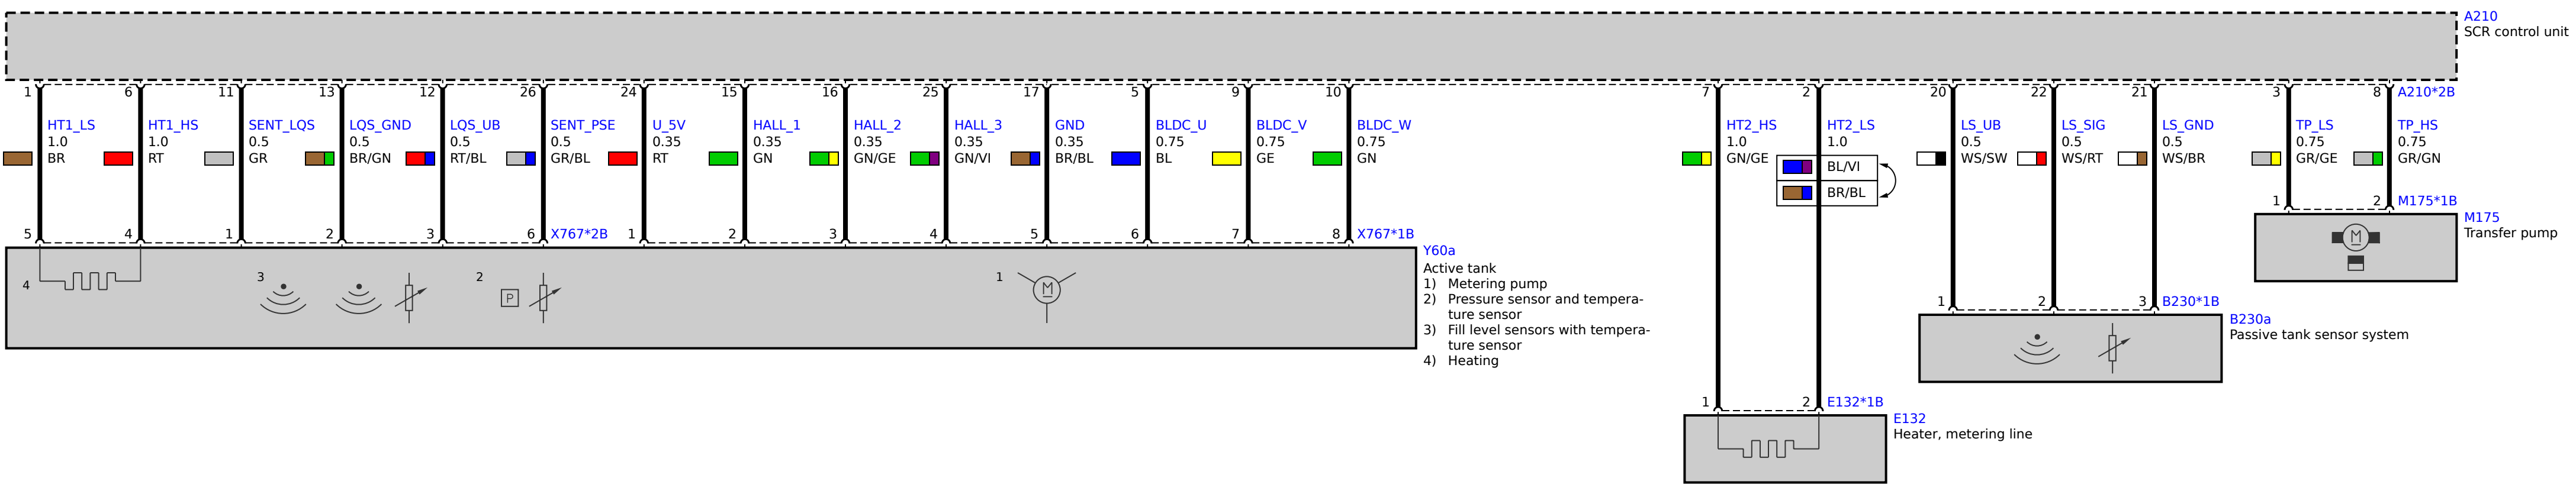 A210
SCR control unit
1 6 11 13 12 26 24 15 16 25 17 5 9 10 7 2 20 22 21 3 8 A210*2B
HT1_LS HT1_HS SENT_LQS LQS_GND LQS_UB SENT_PSE U_5V HALL_1 HALL_2 HALL_3 GND BLDC_U BLDC_V BLDC_W HT2_HS HT2_LS LS_UB LS_SIG LS_GND TP_LS TP_HS
1.0 1.0 0.5 0.5 0.5 0.5 0.35 0.35 0.35 0.35 0.35 0.75 0.75 0.75 1.0 1.0 0.5 0.5 0.5 0.75 0.75
BR RT GR BR/GN RT/BL GR/BL RT GN GN/GE GN/VI BR/BL BL GE GN GN/GE WS/SW WS/RT WS/BR GR/GE GR/GN
BL/VI
BR/BL
1 2 M175*1B
M175
Transfer pump
M
5 4 1 2 3 6 X767*2B 1 2 3 4 5 6 7 8 X767*1B
Y60a
Active tank
1) Metering pump
2) Pressure sensor and tempera-
ture sensor
3) Fill level sensors with tempera-
ture sensor
4) Heating
4 3 2 P 1 M
1 2 3 B230*1B
B230a
Passive tank sensor system
1 2 E132*1B
E132
Heater, metering line